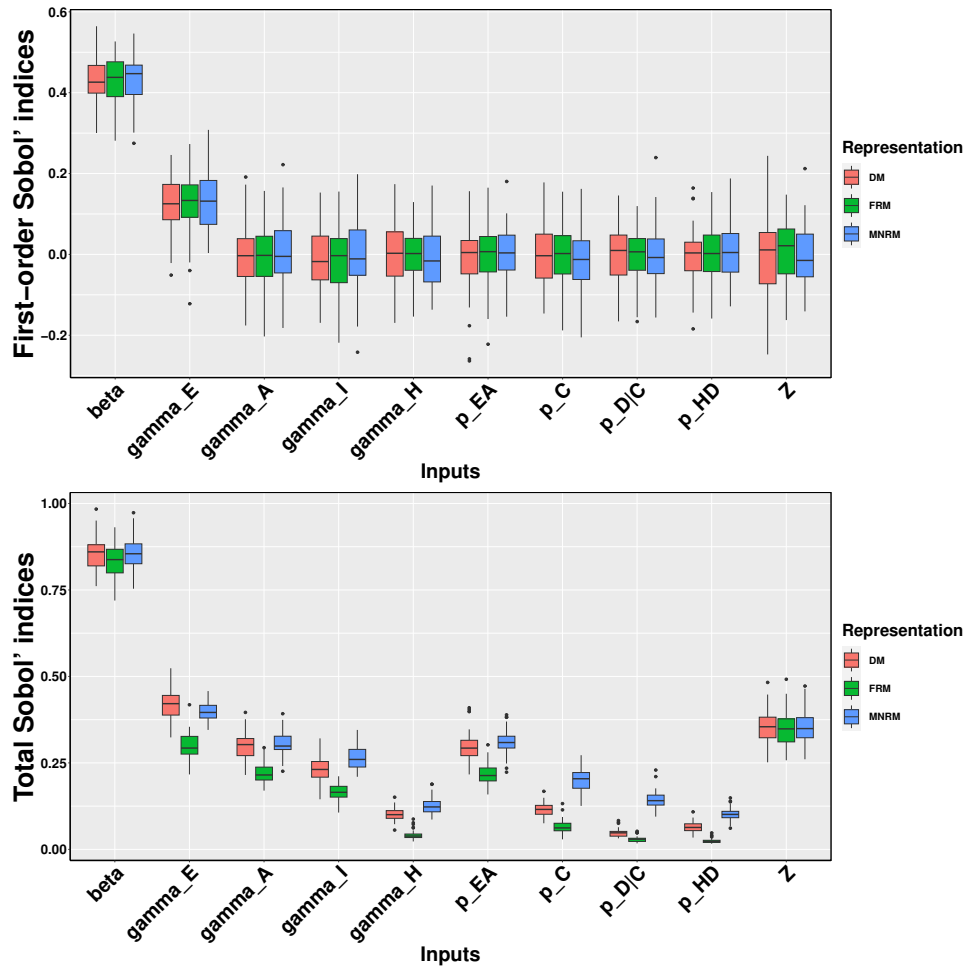 First-order Sobol' indices
0.6
0.4
0.2
0.0
−0.2
beta
gamma_E
gamma_A
gamma_I
gamma_H
p_EA
p_C
p_D|C
p_HD
Z
Inputs
Representation
DM
FRM
MNRM
Total Sobol' indices
1.00
0.75
0.50
0.25
0.00
beta
gamma_E
gamma_A
gamma_I
gamma_H
p_EA
p_C
p_D|C
p_HD
Z
Inputs
Representation
DM
FRM
MNRM